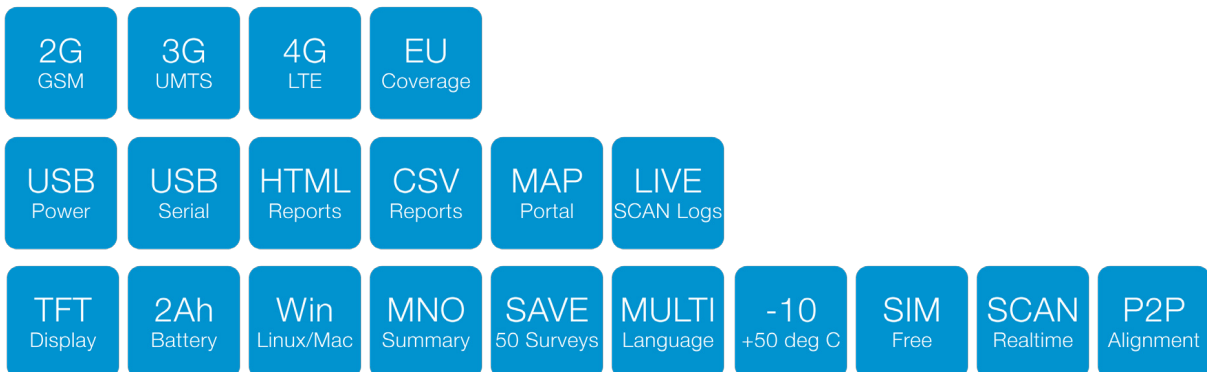 2G
GSM
3G
UMTS
4G
LTE
EU
Coverage
USB
Power
USB
Serial
HTML
Reports
CSV
Reports
MAP
Portal
LIVE
SCAN Logs
TFT
Display
2Ah
Battery
Win
Linux/Mac
MNO
Summary
SAVE
50 Surveys
MULTI
Language
-10
+50 deg C
SIM
Free
SCAN
Realtime
P2P
Alignment